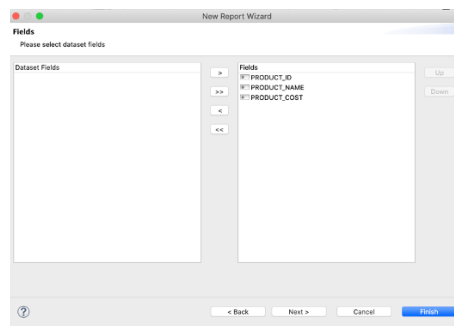 New Report Wizard
Fields
Please select dataset fields
Dataset Fields
>
>>
<
<<
Fields
PRODUCT_ID
PRODUCT_NAME
PRODUCT_COST
Up
Down
?
< Back
Next >
Cancel
Finish